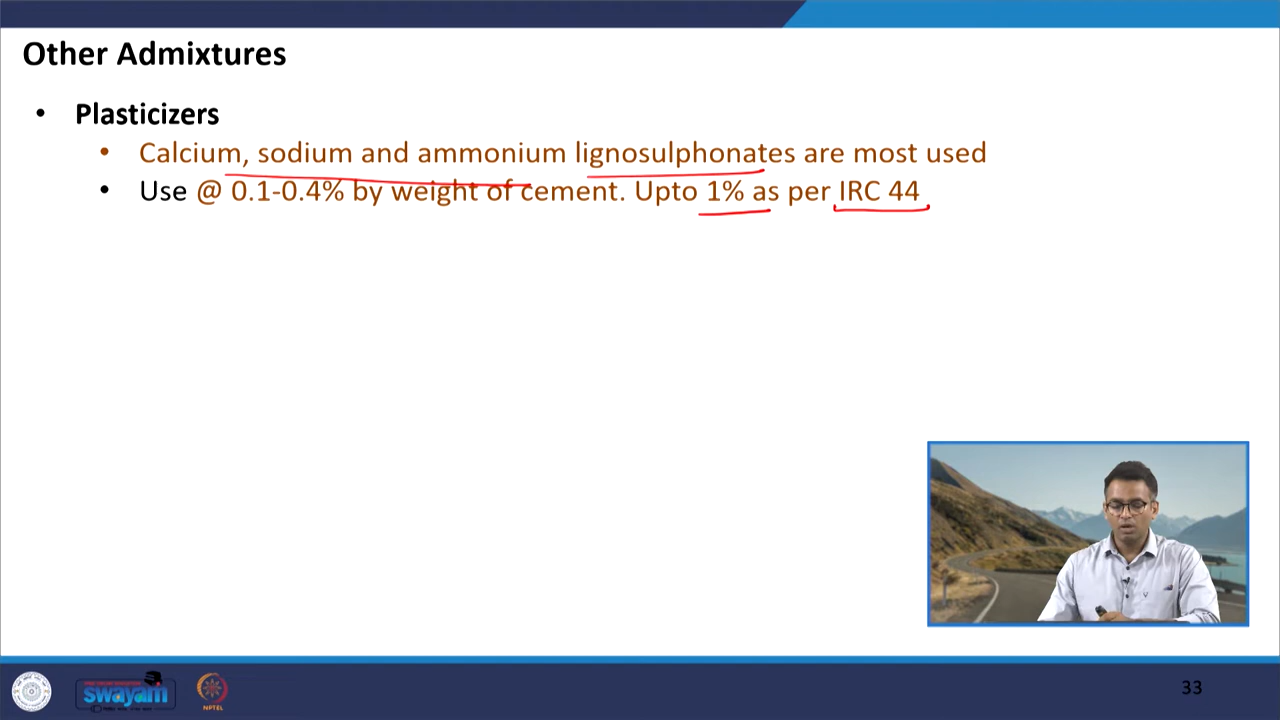 Other Admixtures
• Plasticizers
• Calcium, sodium and ammonium lignosulphonates are most used
• Use @ 0.1-0.4% by weight of cement. Upto 1% as per IRC 44
swayam
NPTEL
33